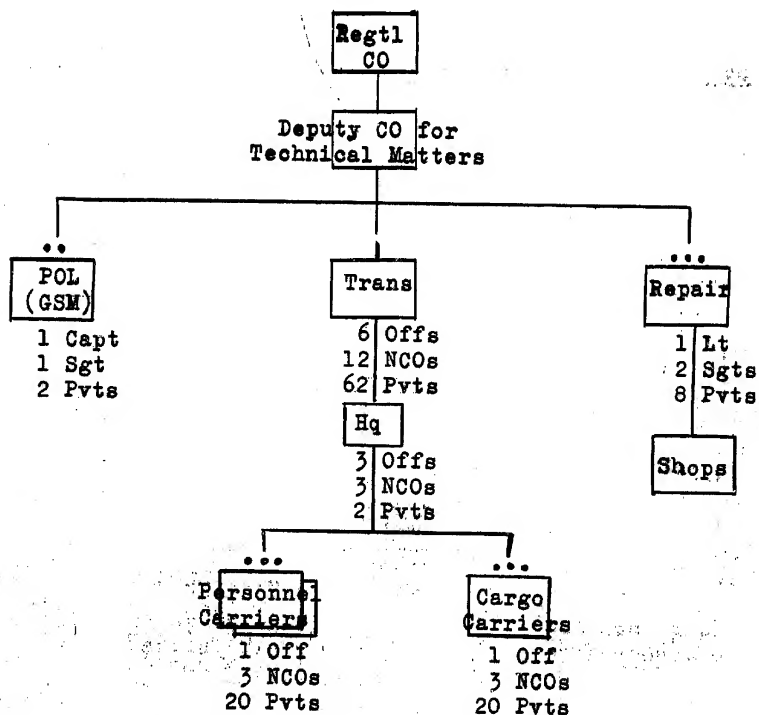 Regtl
CO
Deputy CO for
Technical Matters
POL
(GSM)
1 Capt
1 Sgt
2 Pvts
Trans
6 Offs
12 NCOs
62 Pvts
Hq
3 Offs
3 NCOs
2 Pvts
Repair
1 Lt
2 Sgts
8 Pvts
Shops
Personnel
Carriers
1 Off
3 NCOs
20 Pvts
Cargo
Carriers
1 Off
3 NCOs
20 Pvts